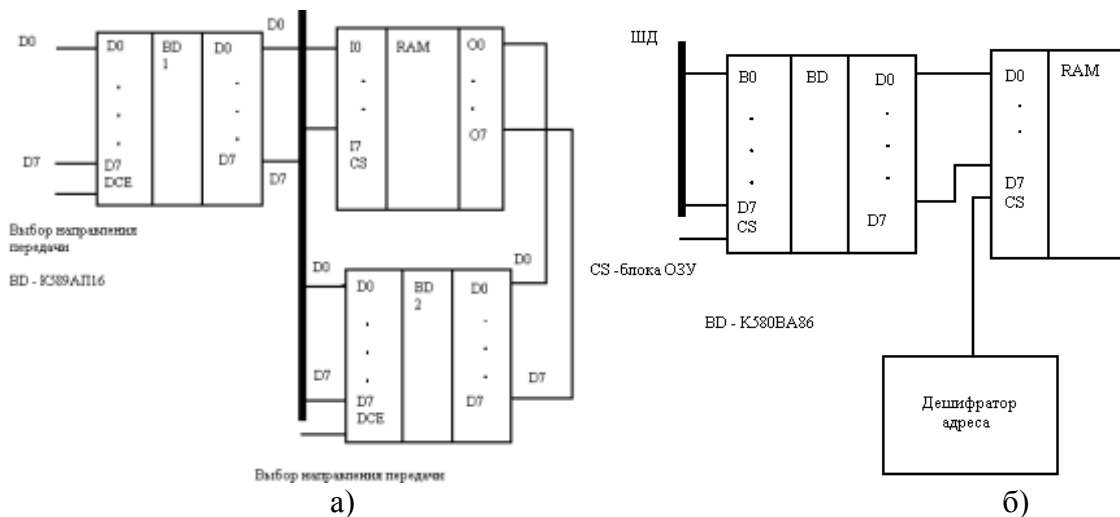 D0
D7
D0
D7
DCE
BD
1
D0
D7
D0
D7
I0
I7
CS
RAM
O0
O7
Выбор направления
передачи
BD - К589АП16
D0
D7
D0
D7
DCE
BD
2
D0
D7
D0
D7
Выбор направления передачи
а)
ШД
B0
D7
CS
BD
D0
D7
D0
D7
CS
RAM
CS -блока ОЗУ
BD - К580ВА86
Дешифратор
адреса
б)